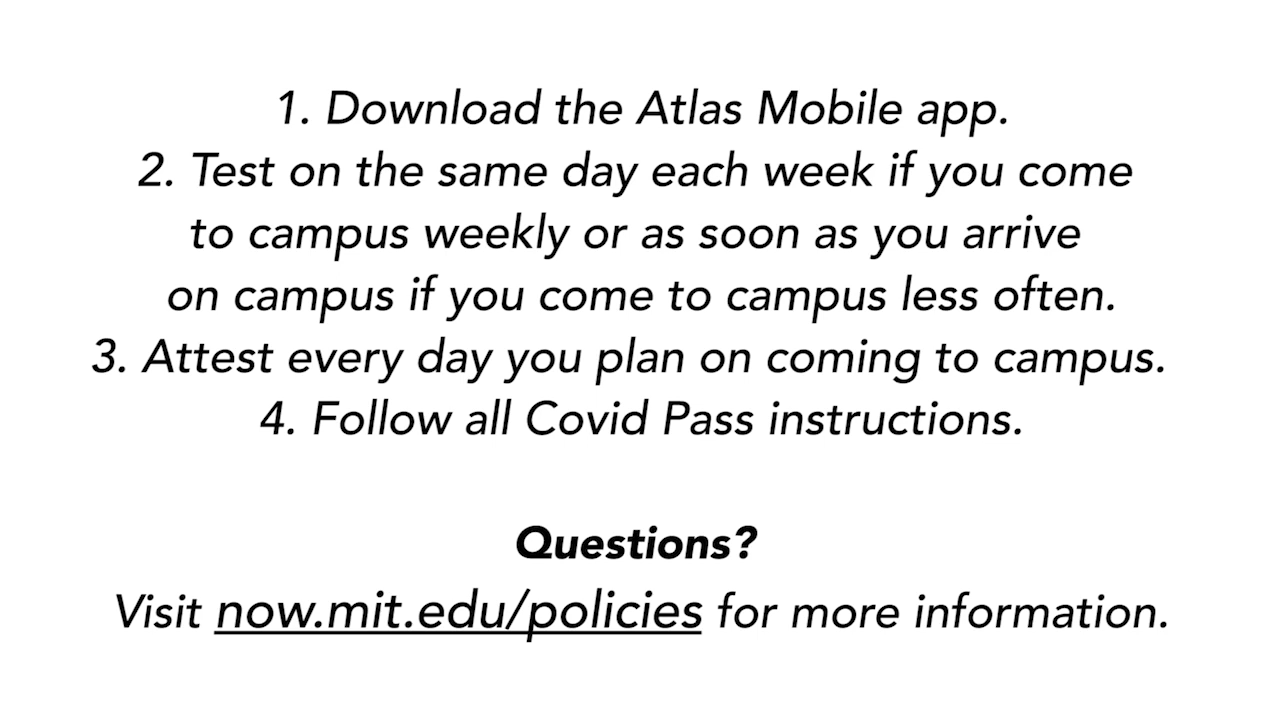 1. Download the Atlas Mobile app.
2. Test on the same day each week if you come
to campus weekly or as soon as you arrive
on campus if you come to campus less often.
3. Attest every day you plan on coming to campus.
4. Follow all Covid Pass instructions.
Questions?
Visit now.mit.edu/policies for more information.